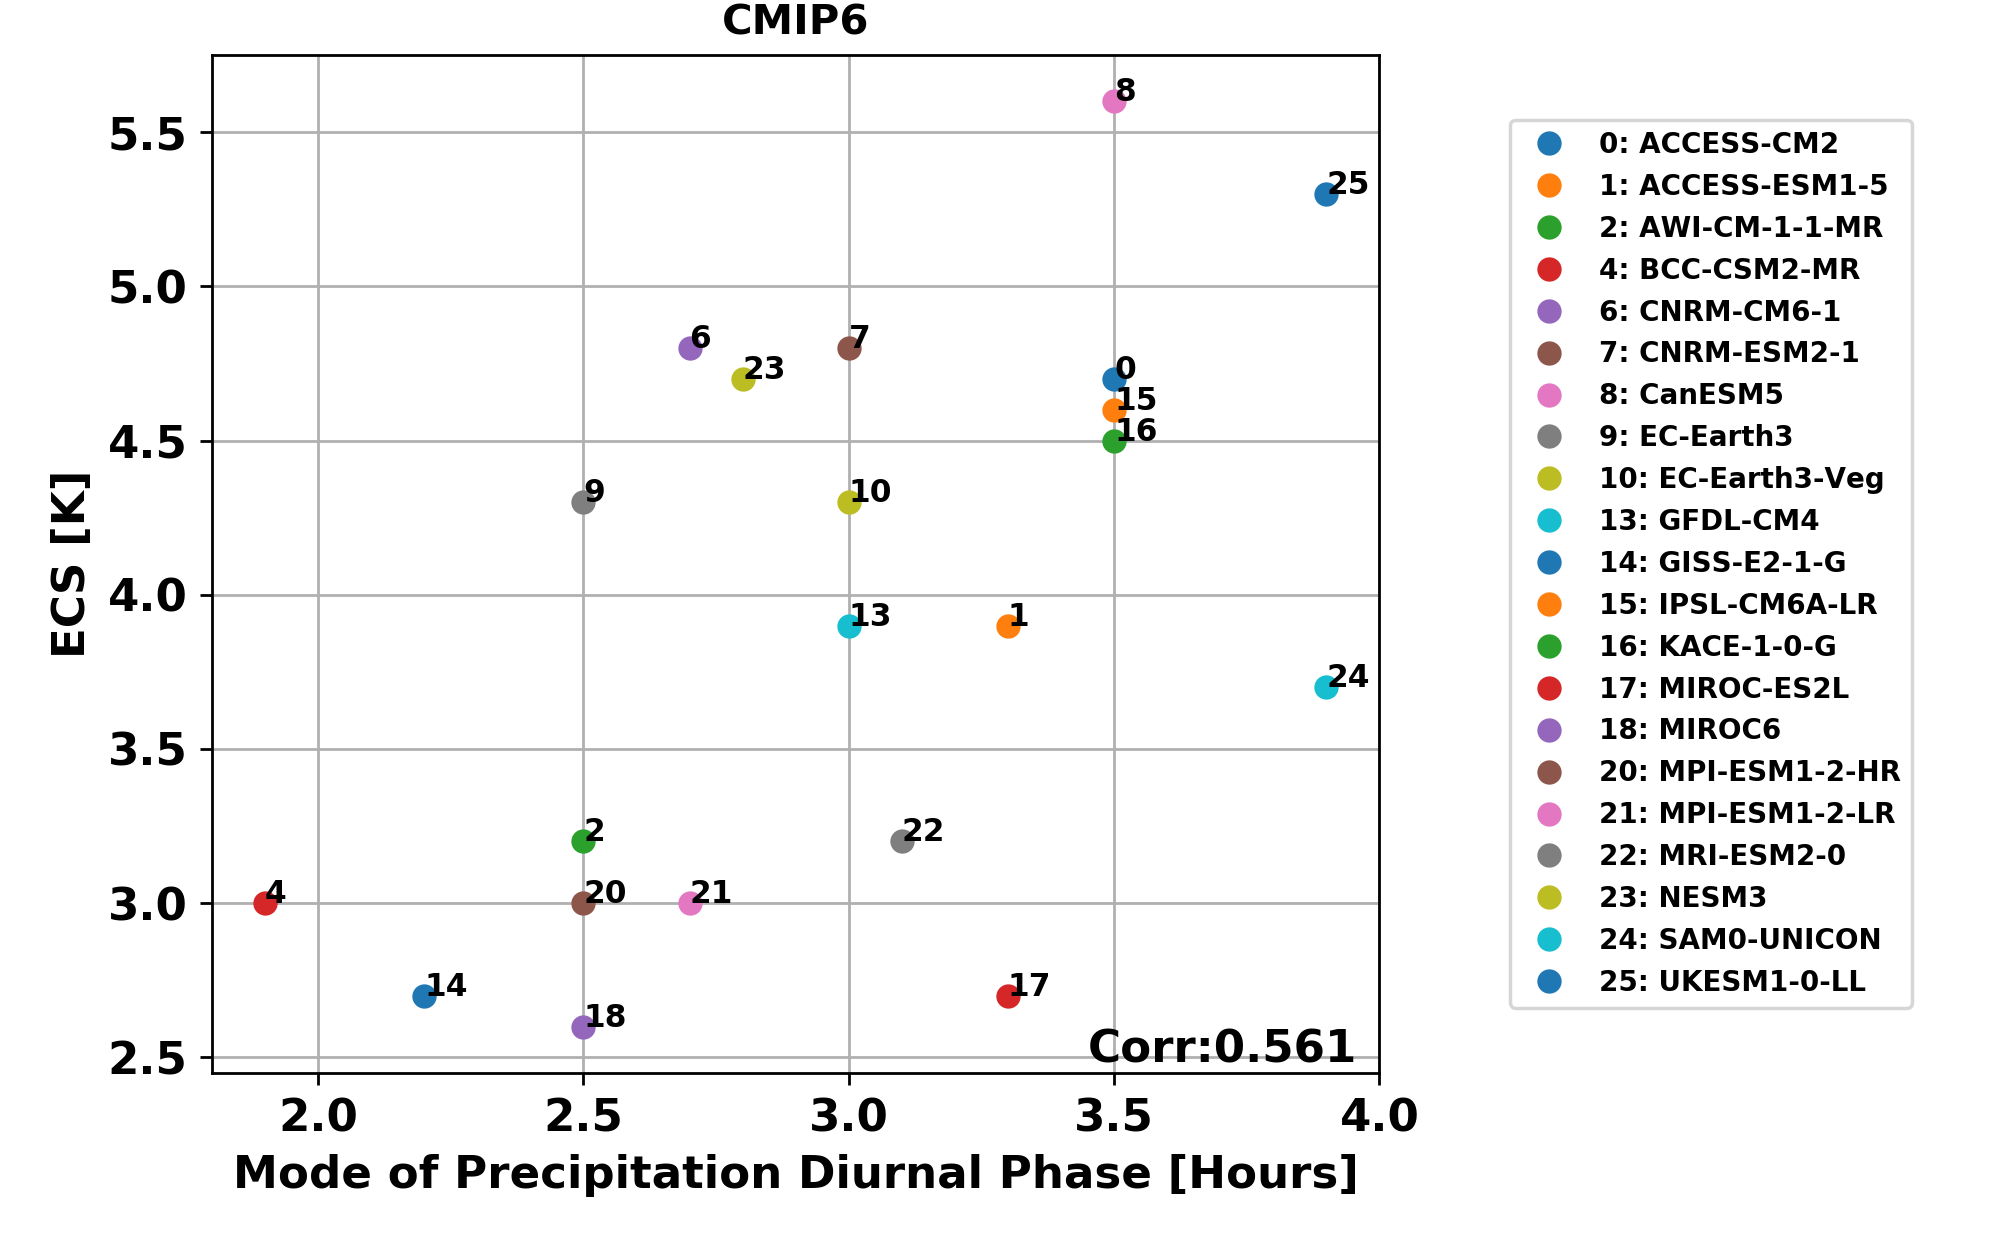 CMIP6
ECS [K]
5.5
5.0
4.5
4.0
3.5
3.0
2.5
8
25
6
7
23
0
15
16
9
10
13
1
24
2
22
4
20
21
14
17
18
Corr:0.561
2.0
2.5
3.0
3.5
4.0
Mode of Precipitation Diurnal Phase [Hours]
0: ACCESS-CM2
1: ACCESS-ESM1-5
2: AWI-CM-1-1-MR
4: BCC-CSM2-MR
6: CNRM-CM6-1
7: CNRM-ESM2-1
8: CanESM5
9: EC-Earth3
10: EC-Earth3-Veg
13: GFDL-CM4
14: GISS-E2-1-G
15: IPSL-CM6A-LR
16: KACE-1-0-G
17: MIROC-ES2L
18: MIROC6
20: MPI-ESM1-2-HR
21: MPI-ESM1-2-LR
22: MRI-ESM2-0
23: NESM3
24: SAM0-UNICON
25: UKESM1-0-LL